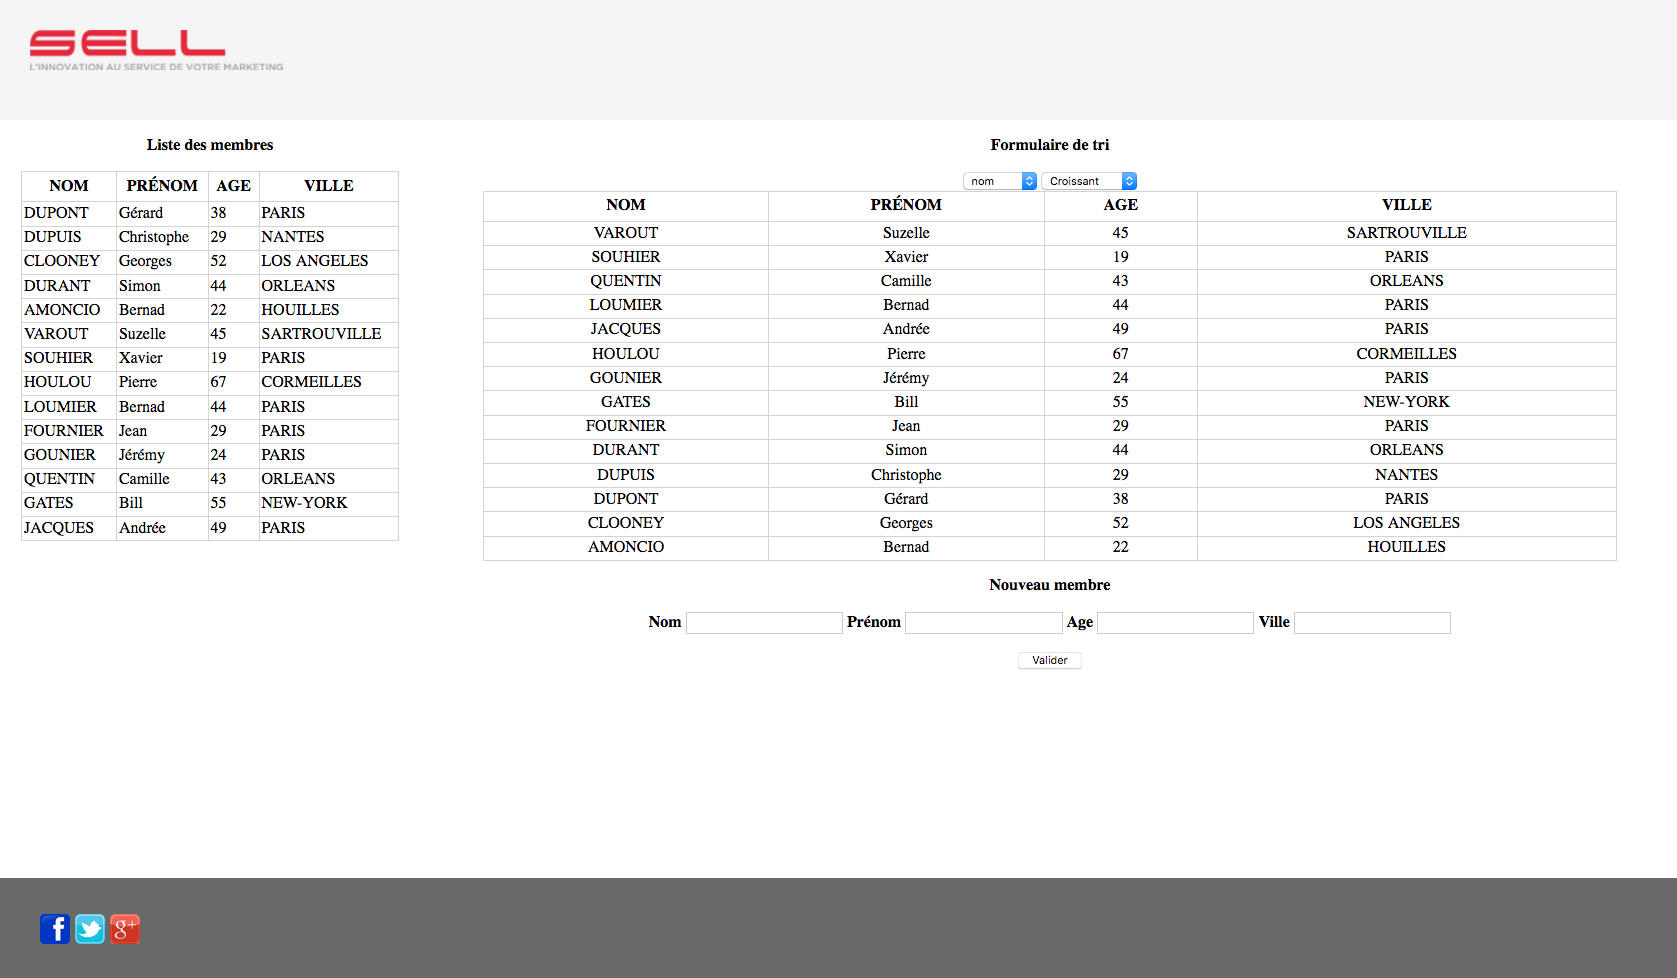 SELL
L'INNOVATION AU SERVICE DE VOTRE MARKETING
Liste des membres
NOM PRÉNOM AGE VILLE
DUPONT Gérard 38 PARIS
DUPUIS Christophe 29 NANTES
CLOONEY Georges 52 LOS ANGELES
DURANT Simon 44 ORLEANS
AMONCIO Bernad 22 HOUILLES
VAROUT Suzelle 45 SARTROUVILLE
SOUHIER Xavier 19 PARIS
HOULOU Pierre 67 CORMEILLES
LOUMIER Bernad 44 PARIS
FOURNIER Jean 29 PARIS
GOUNIER Jérémy 24 PARIS
QUENTIN Camille 43 ORLEANS
GATES Bill 55 NEW-YORK
JACQUES Andrée 49 PARIS
Formulaire de tri
nom Croissant
NOM PRÉNOM AGE VILLE
VAROUT Suzelle 45 SARTROUVILLE
SOUHIER Xavier 19 PARIS
QUENTIN Camille 43 ORLEANS
LOUMIER Bernad 44 PARIS
JACQUES Andrée 49 PARIS
HOULOU Pierre 67 CORMEILLES
GOUNIER Jérémy 24 PARIS
GATES Bill 55 NEW-YORK
FOURNIER Jean 29 PARIS
DURANT Simon 44 ORLEANS
DUPUIS Christophe 29 NANTES
DUPONT Gérard 38 PARIS
CLOONEY Georges 52 LOS ANGELES
AMONCIO Bernad 22 HOUILLES
Nouveau membre
Nom Prénom Age Ville
Valider
f g+